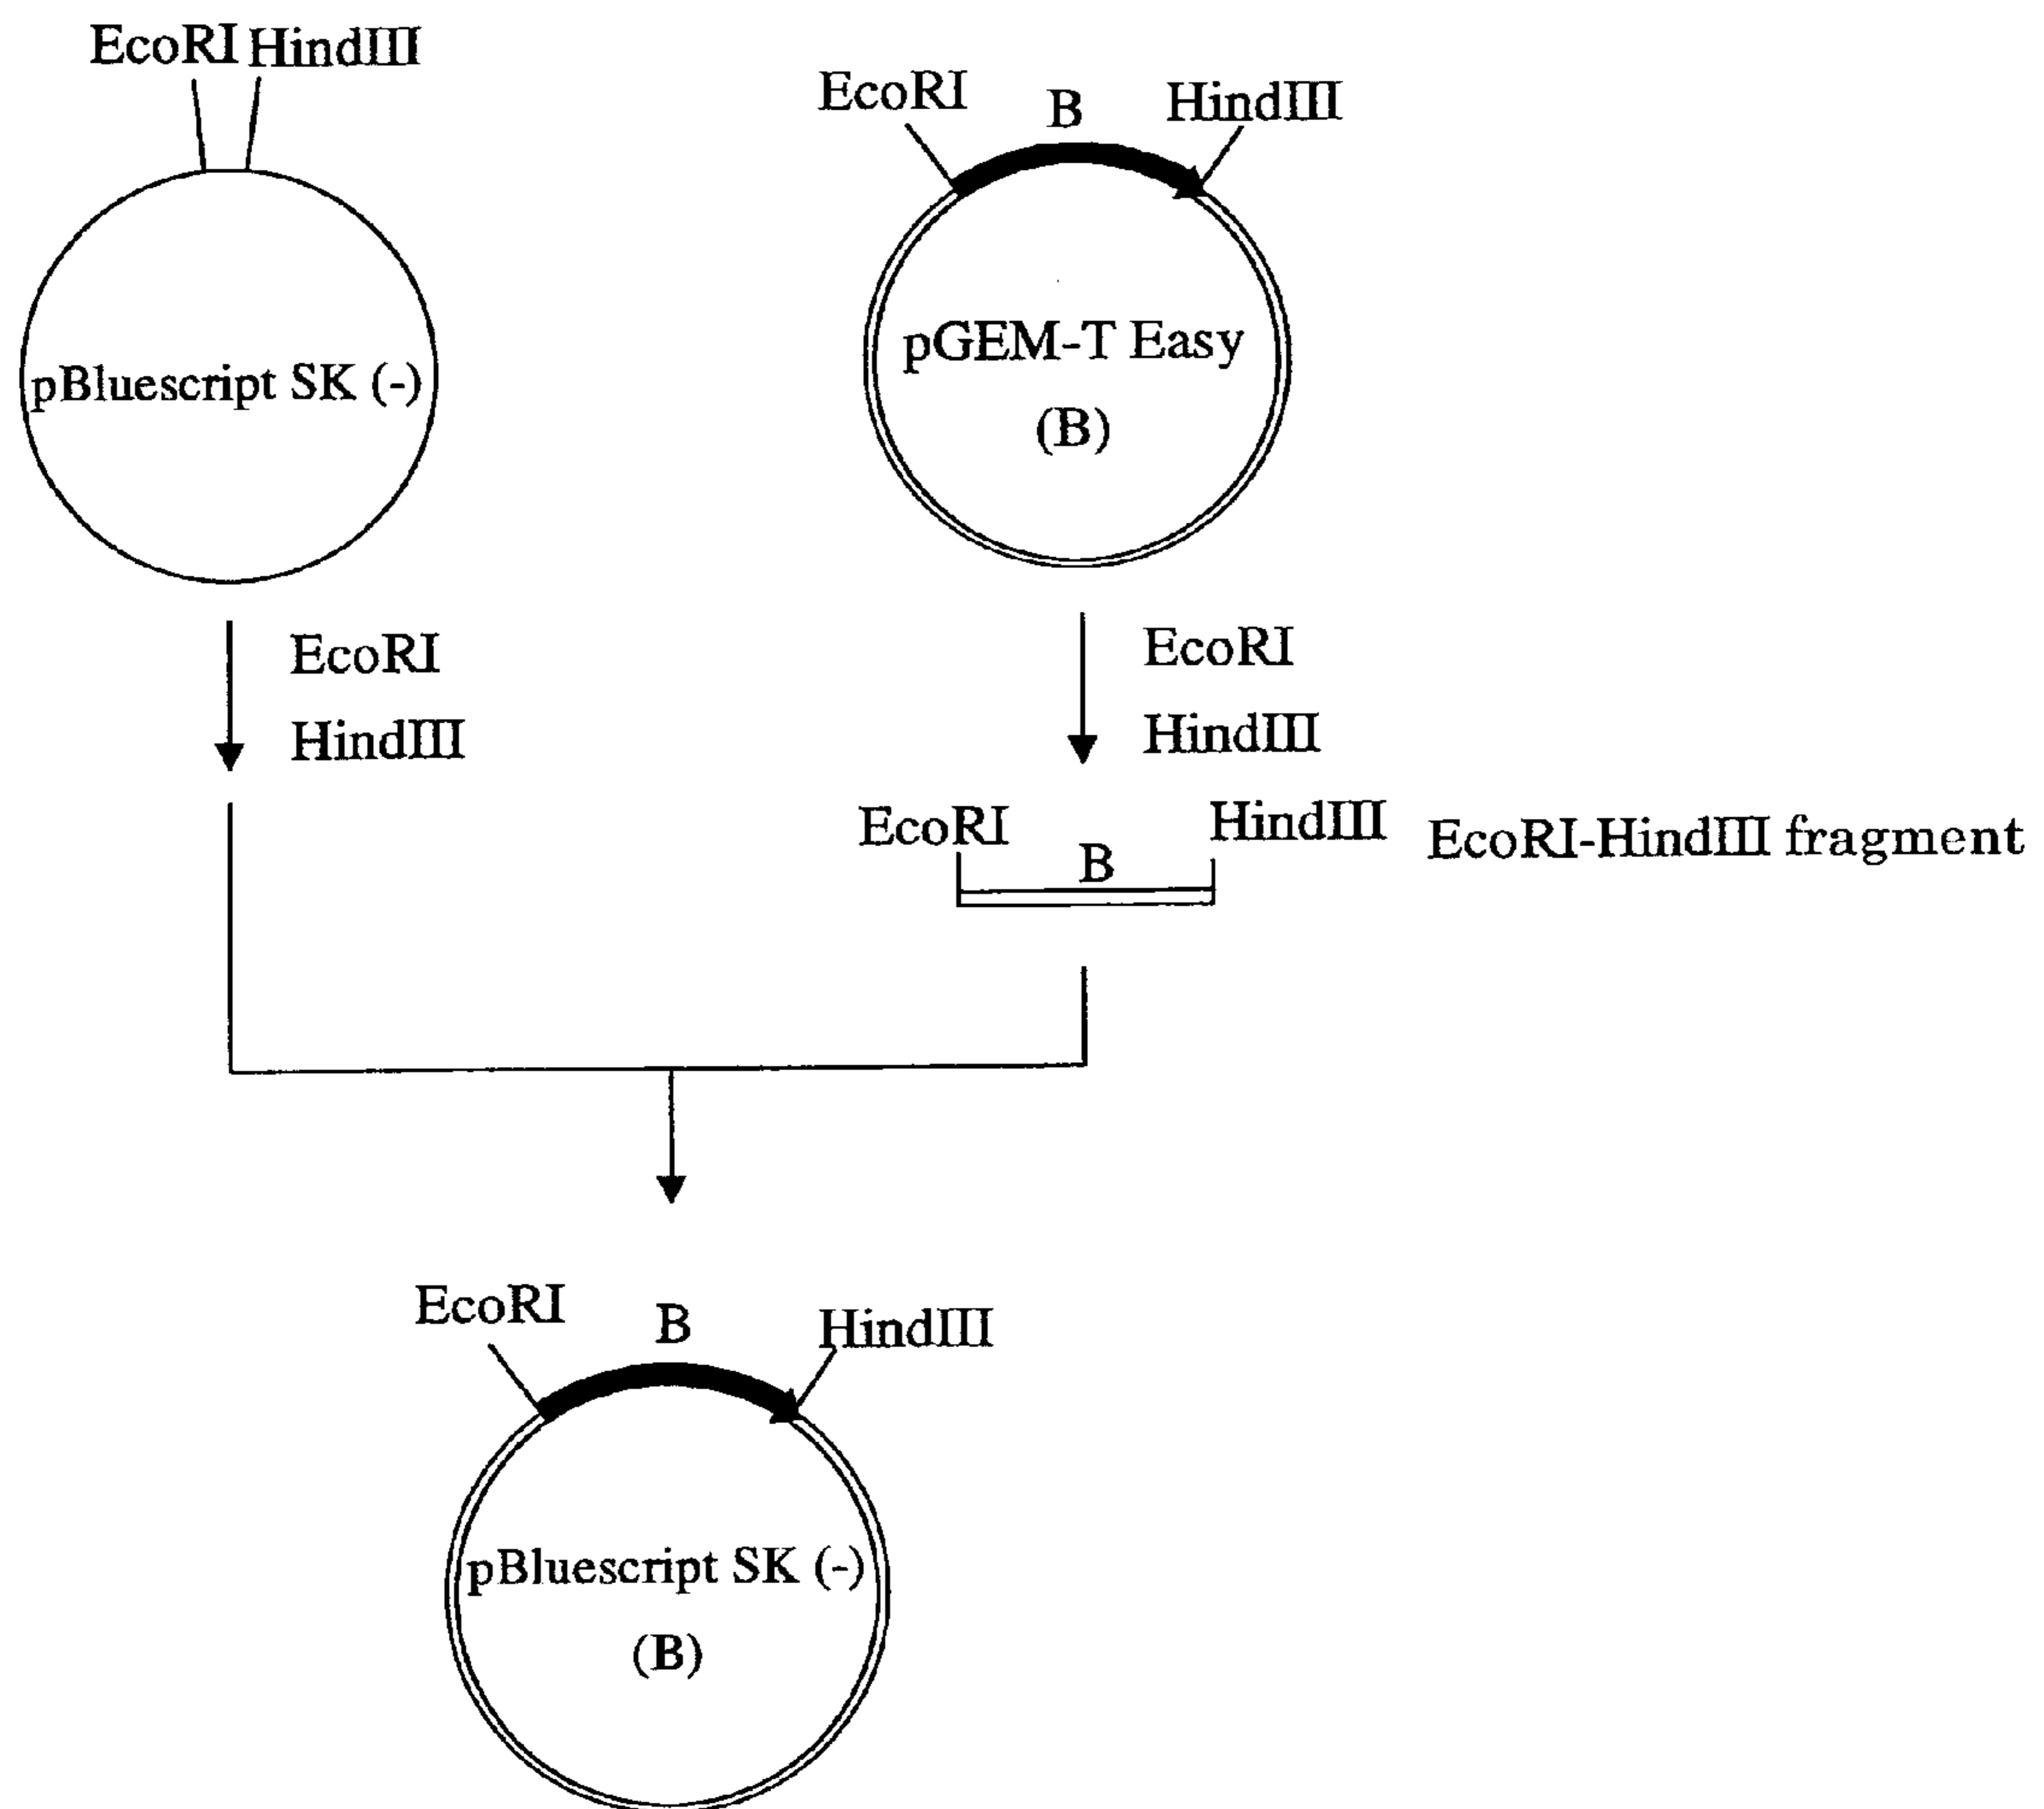 EcoRI HindIII
pBluescript SK (-)
EcoRI
HindIII
EcoRI
B
HindIII
pGEM-T Easy
(B)
EcoRI
HindIII
EcoRI
B
HindIII
EcoRI-HindIII fragment
EcoRI
B
HindIII
pBluescript SK (-)
(B)